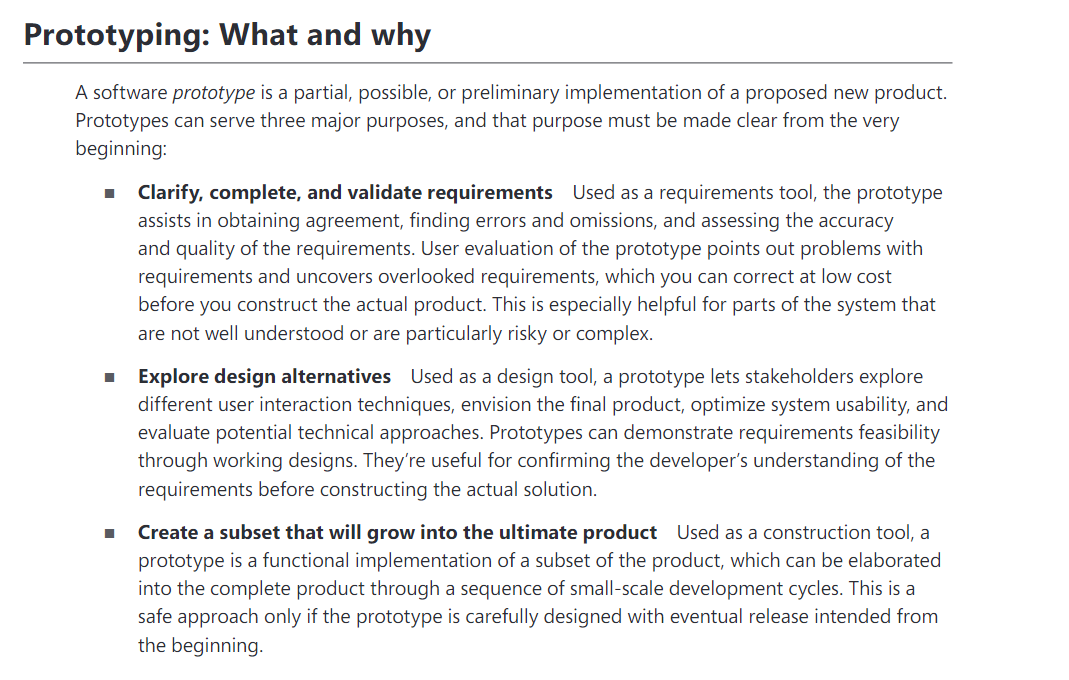 Prototyping: What and why
A software prototype is a partial, possible, or preliminary implementation of a proposed new product.
Prototypes can serve three major purposes, and that purpose must be made clear from the very
beginning:
■ Clarify, complete, and validate requirements Used as a requirements tool, the prototype
assists in obtaining agreement, finding errors and omissions, and assessing the accuracy
and quality of the requirements. User evaluation of the prototype points out problems with
requirements and uncovers overlooked requirements, which you can correct at low cost
before you construct the actual product. This is especially helpful for parts of the system that
are not well understood or are particularly risky or complex.
■ Explore design alternatives Used as a design tool, a prototype lets stakeholders explore
different user interaction techniques, envision the final product, optimize system usability, and
evaluate potential technical approaches. Prototypes can demonstrate requirements feasibility
through working designs. They’re useful for confirming the developer’s understanding of the
requirements before constructing the actual solution.
■ Create a subset that will grow into the ultimate product Used as a construction tool, a
prototype is a functional implementation of a subset of the product, which can be elaborated
into the complete product through a sequence of small-scale development cycles. This is a
safe approach only if the prototype is carefully designed with eventual release intended from
the beginning.